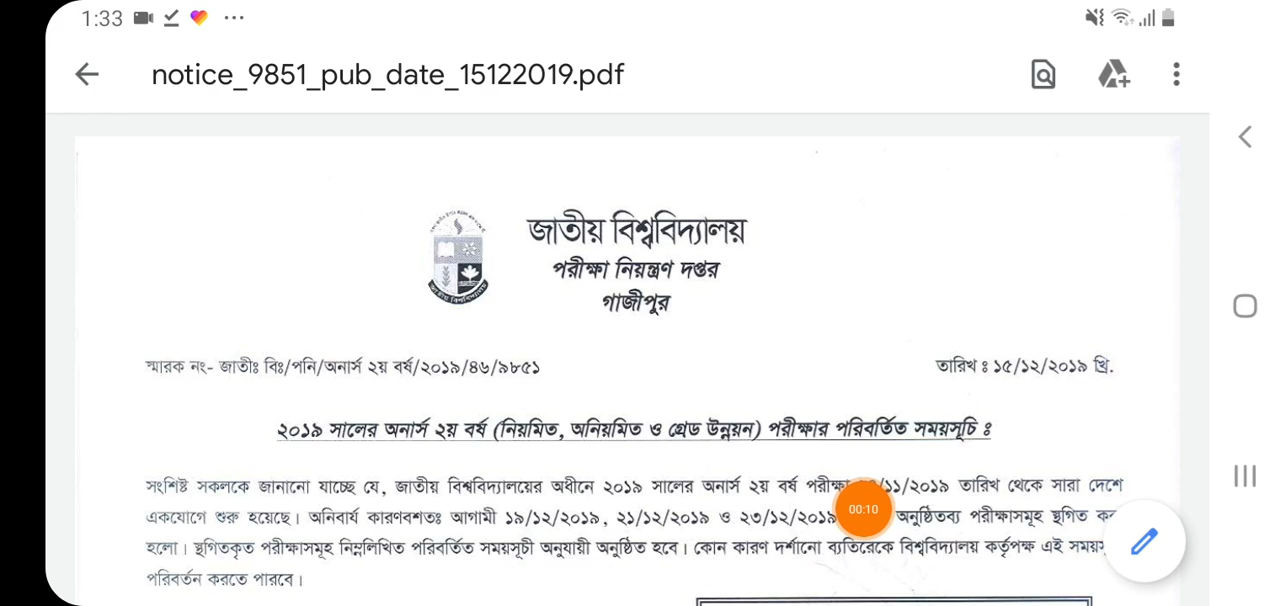 1:33
notice_9851_pub_date_15122019.pdf
জাতীয় বিশ্ববিদ্যালয়
পরীক্ষা নিয়ন্ত্রণ দপ্তর
গাজীপুর
স্মারক নং- জাতীঃ বিঃ/পনি/অনার্স ২য় বর্ষ/২০১৯/৪৬/৯৮৫১
তারিখ ঃ ১৫/১২/২০১৯ খ্রি.
২০১৯ সালের অনার্স ২য় বর্ষ (নিয়মিত, অনিয়মিত ও গ্রেড উন্নয়ন) পরীক্ষার পরিবর্তিত সময়সূচি ঃ
সংশিষ্ট সকলকে জানানো যাচ্ছে যে, জাতীয় বিশ্ববিদ্যালয়ের অধীনে ২০১৯ সালের অনার্স ২য় বর্ষ পরীক্ষা /১১/২০১৯ তারিখ থেকে সারা দেশে
একযোগে শুরু হয়েছে। অনিবার্য কারণবশতঃ আগামী ১৯/১২/২০১৯, ২১/১২/২০১৯ ও ২৩/১২/২০১৯ অনুষ্ঠিতব্য পরীক্ষাসমূহ স্থগিত
হলো। স্থগিতকৃত পরীক্ষাসমূহ নিম্নলিখিত পরিবর্তিত সময়সূচী অনুযায়ী অনুষ্ঠিত হবে। কোন কারণ দর্শানো ব্যতিরেকে বিশ্ববিদ্যালয় কর্তৃপক্ষ এই
পরিবর্তন করতে পারবে।
00:10